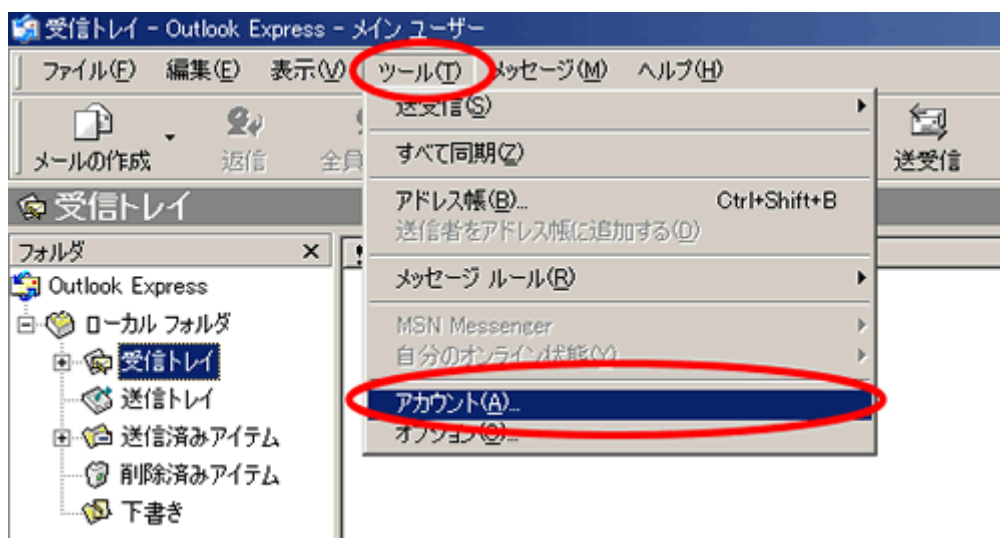 受信トレイ - Outlook Express - メイン ユーザー
ファイル(F) 編集(E) 表示(V) ツール(T) メッセージ(M) ヘルプ(H)
メールの作成 返信 全員 送受信
送受信(S)
すべて同期(Z)
アドレス帳(B)... Ctrl+Shift+B
送信者をアドレス帳に追加する(D)
メッセージ ルール(R)
MSN Messenger
自分のオンライン状態(Y)
アカウント(A)...
オプション(O)...
受信トレイ
フォルダ ×
!
Outlook Express
ローカル フォルダ
受信トレイ
送信トレイ
送信済みアイテム
削除済みアイテム
下書き